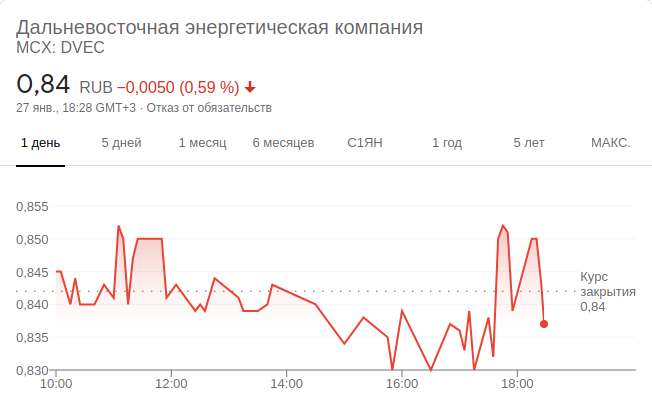 Дальневосточная энергетическая компания
MCX: DVEC
0,84 RUB −0,0050 (0,59 %)
27 янв., 18:28 GMT+3 · Отказ от обязательств
1 день 5 дней 1 месяц 6 месяцев С1ЯН 1 год 5 лет МАКС.
0,855
0,850
0,845
0,840
0,835
0,830
Курс
закрытия
0,84
10:00 12:00 14:00 16:00 18:00